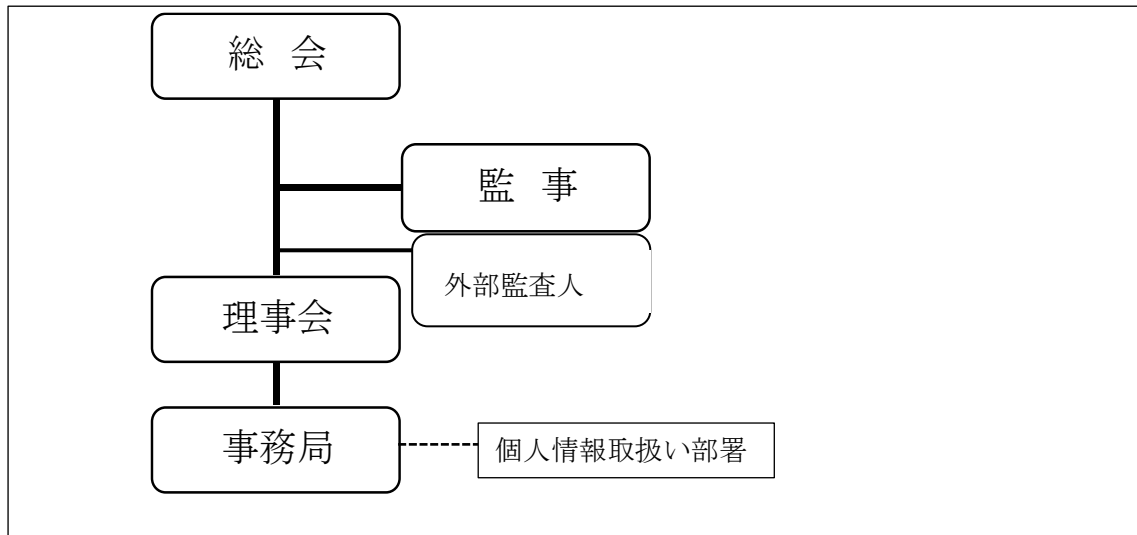 総 会
監 事
外部監査人
理事会
事務局
個人情報取扱い部署